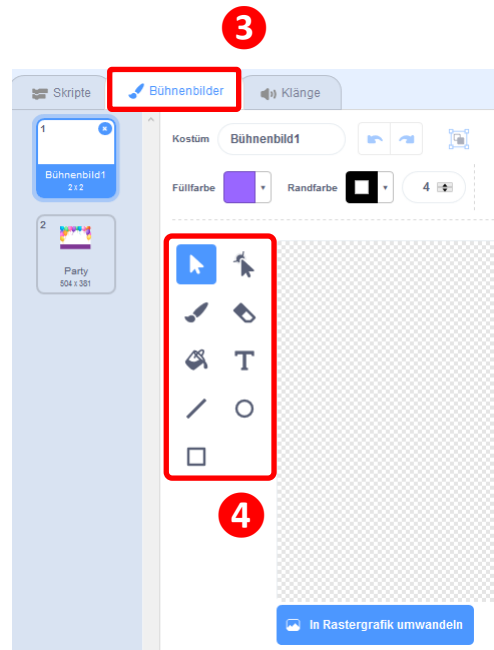 3
Skripte Bühnenbilder Klänge
1
Bühnenbild1
2 x 2
2
Party
504 x 381
Kostüm Bühnenbild1
Füllfarbe Randfarbe 4
T
4
In Rastergrafik umwandeln